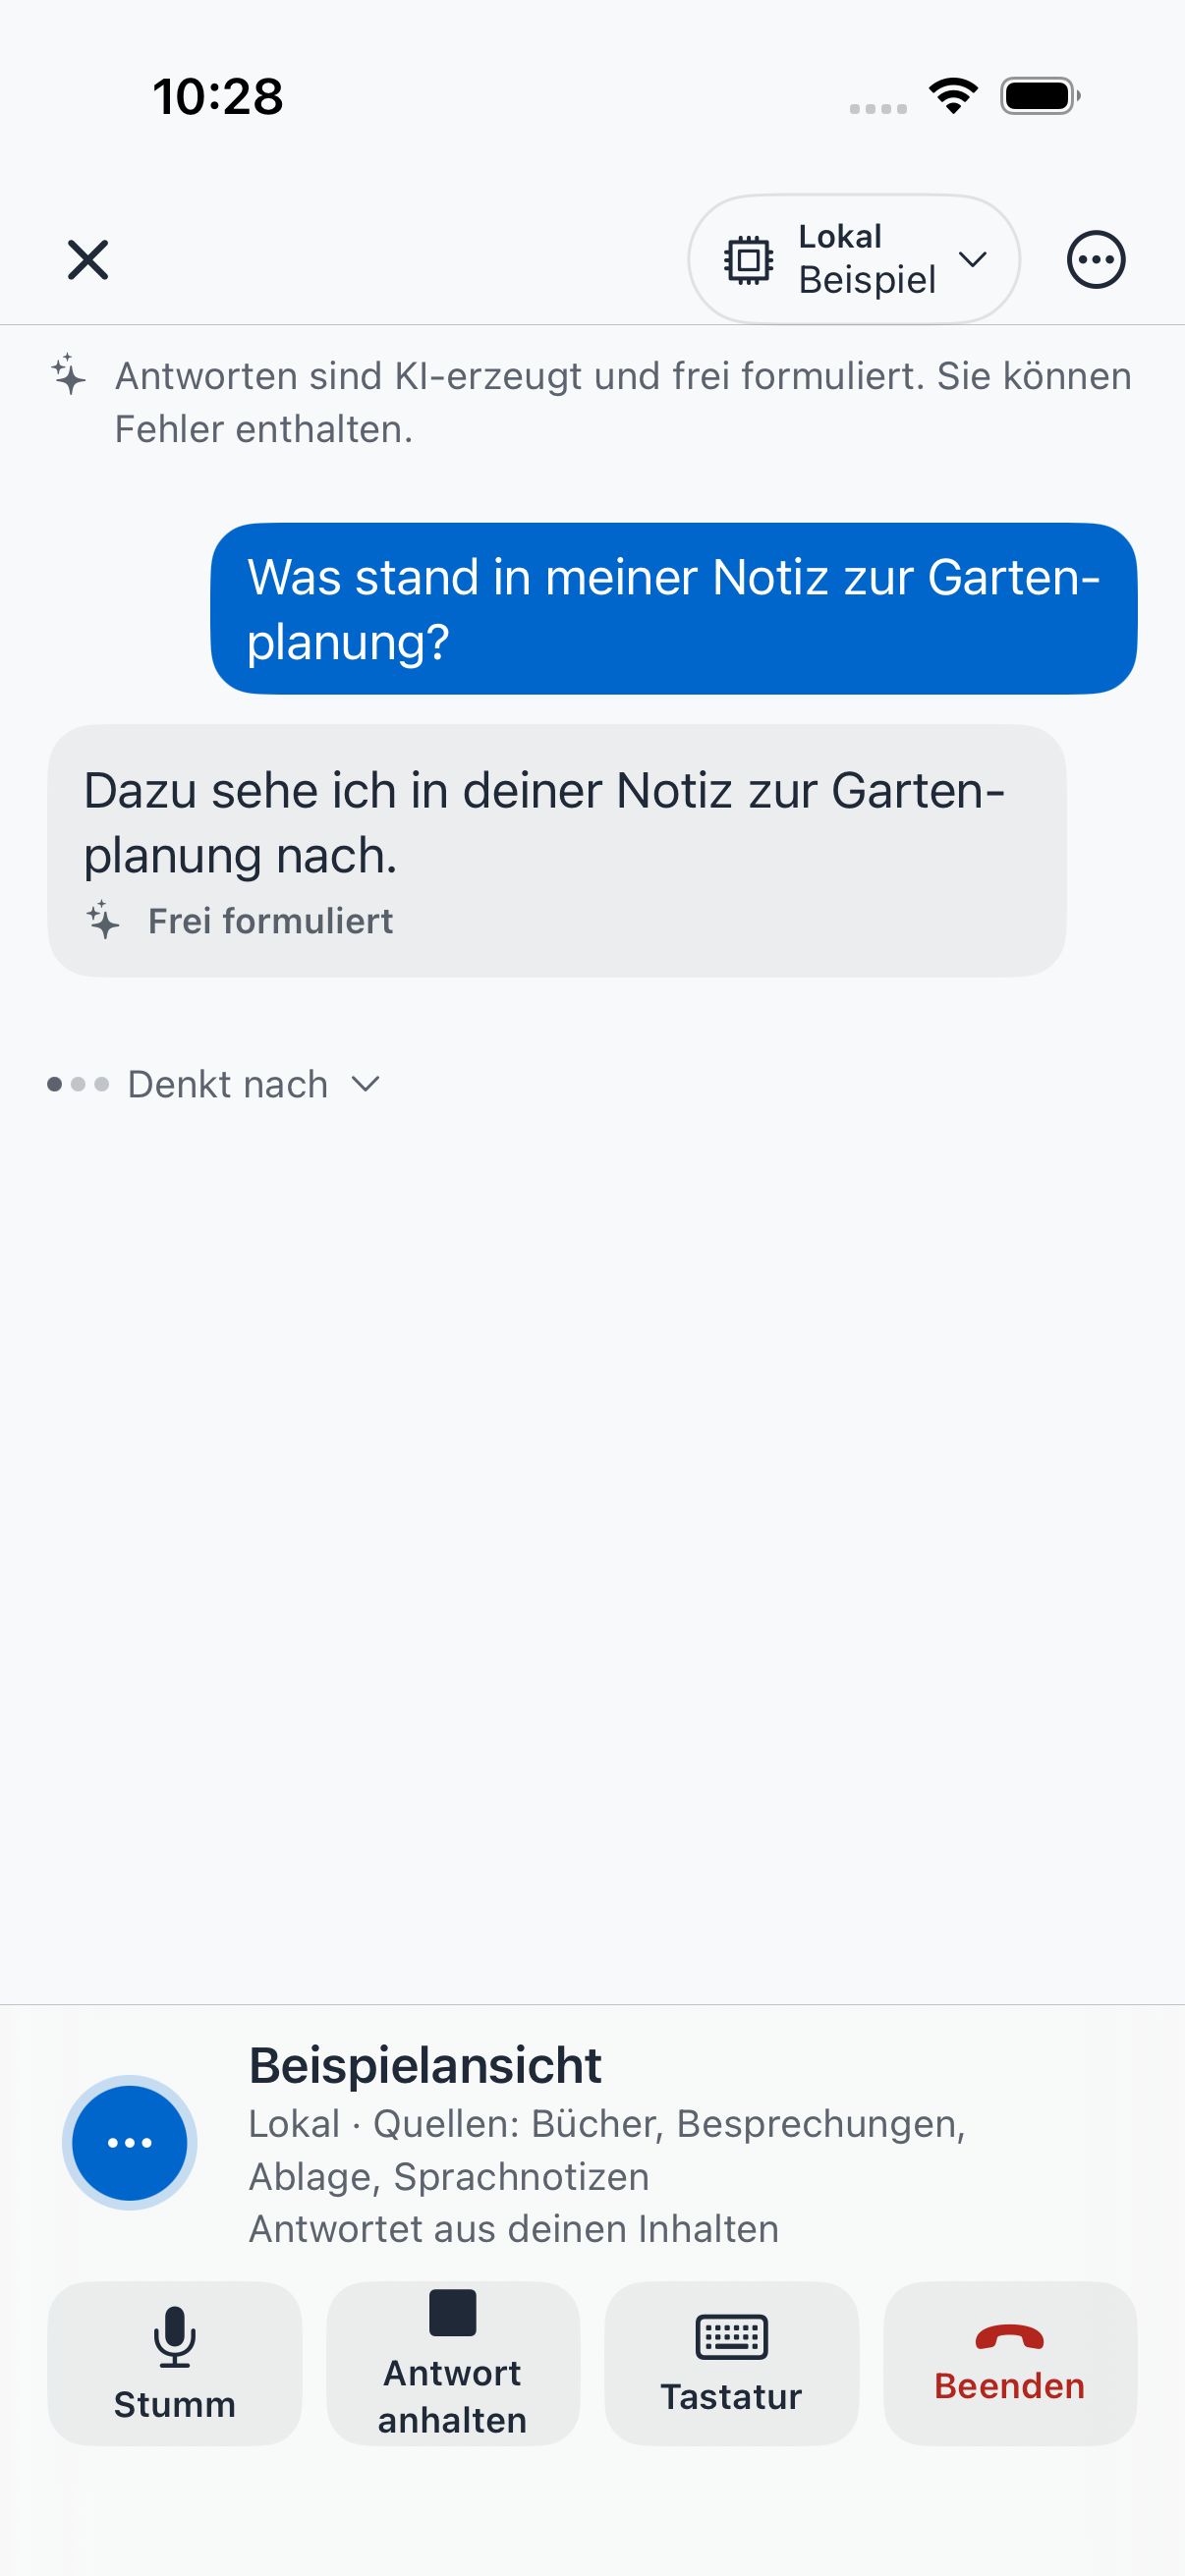 10:28
Lokal
Beispiel
Antworten sind KI-erzeugt und frei formuliert. Sie können
Fehler enthalten.
Was stand in meiner Notiz zur Garten-
planung?
Dazu sehe ich in deiner Notiz zur Garten-
planung nach.
Frei formuliert
Denkt nach
Beispielansicht
Lokal · Quellen: Bücher, Besprechungen,
Ablage, Sprachnotizen
Antwortet aus deinen Inhalten
Stumm
Antwort
anhalten
Tastatur
Beenden